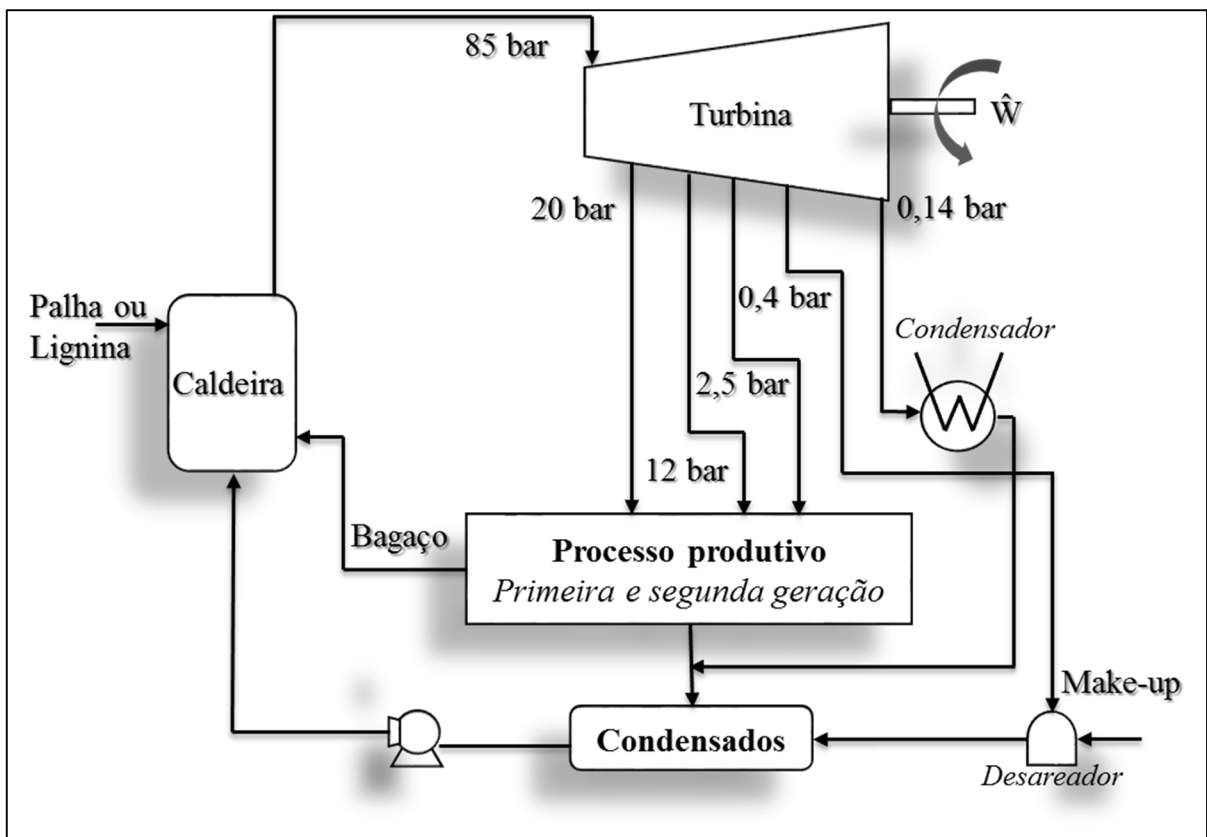 85 bar
Turbina
Ŵ
20 bar
0,14 bar
Palha ou
Lignina
0,4 bar
Condensador
Caldeira
2,5 bar
12 bar
Bagaço
Processo produtivo
Primeira e segunda geração
Make-up
Condensados
Desareador